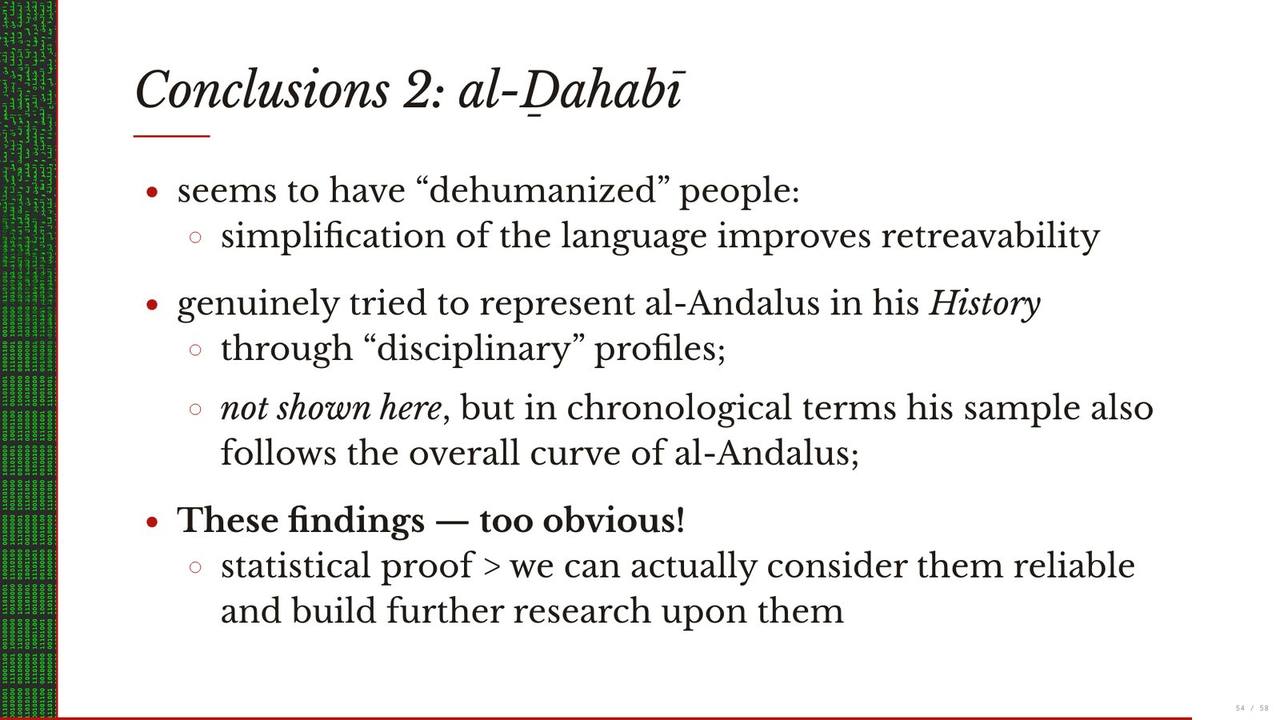 Conclusions 2: al-Ḏahabī
• seems to have “dehumanized” people:
○ simplification of the language improves retreavability
• genuinely tried to represent al-Andalus in his History
○ through “disciplinary” profiles;
○ not shown here, but in chronological terms his sample also
follows the overall curve of al-Andalus;
• These findings — too obvious!
○ statistical proof > we can actually consider them reliable
and build further research upon them
54 / 58